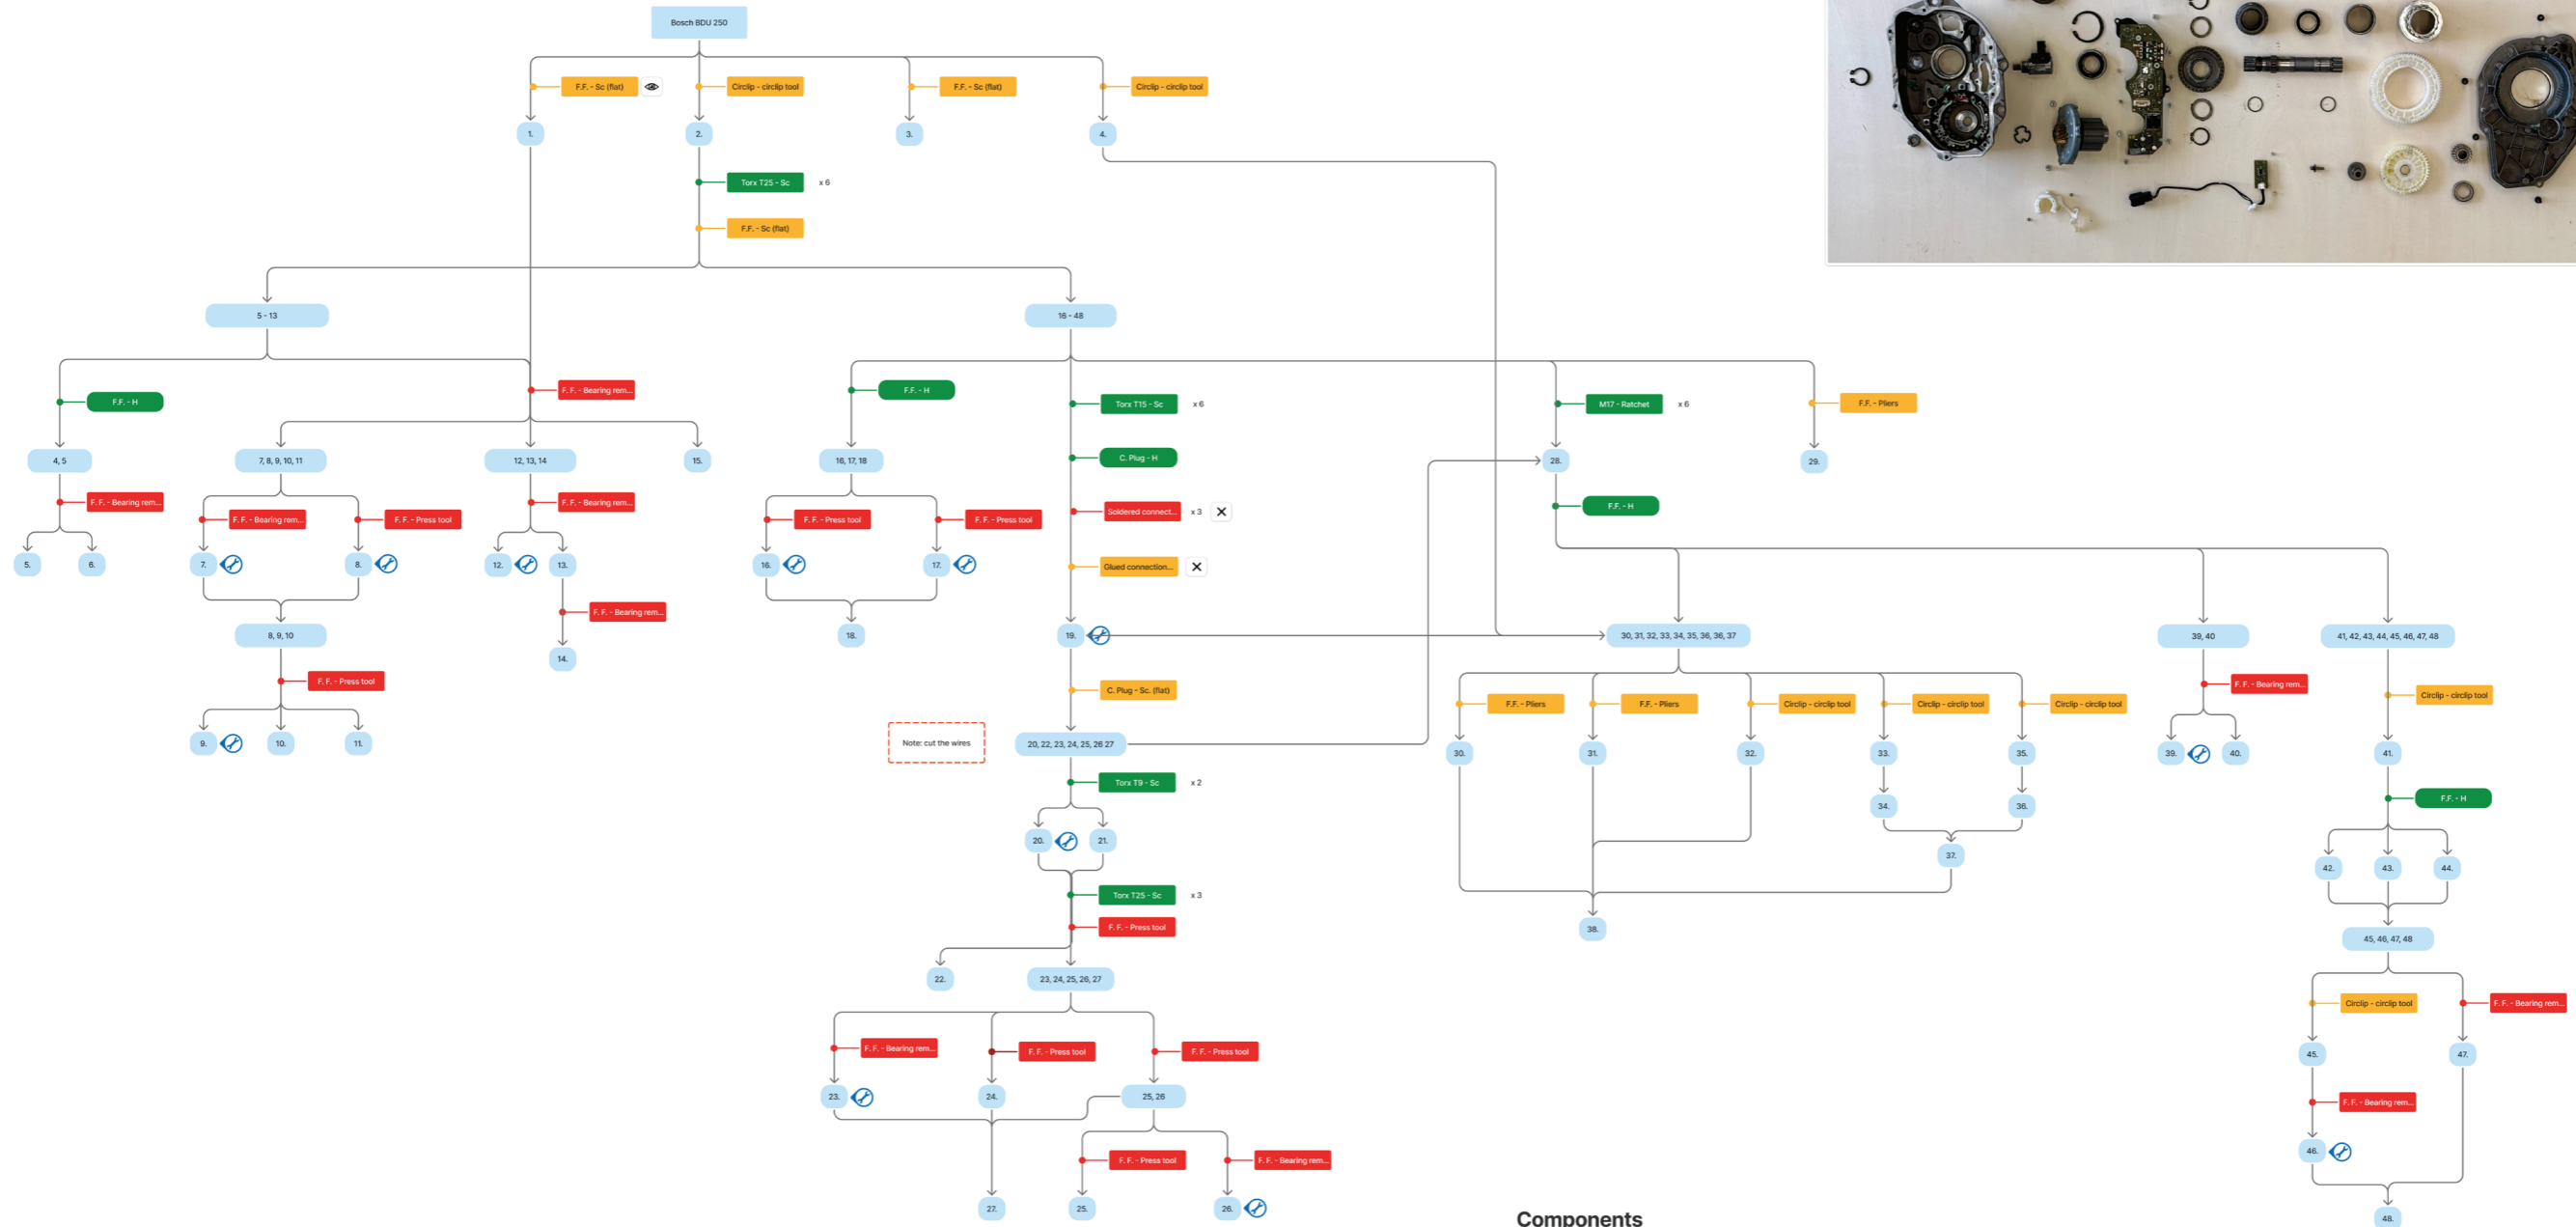 Bosch BDU 250
F.F. - Sc (flat)
Circlip - circlip tool
F.F. - Sc (flat)
Circlip - circlip tool
1.
2.
3.
4.
Torx T25 - Sc
x 6
F.F. - Sc (flat)
5 - 13
16 - 48
F.F. - H
F. F. - Bearing rem...
F.F. - H
Torx T15 - Sc
x 6
M17 - Ratchet
x 6
F.F. - Pliers
C. Plug - H
4, 5
7, 8, 9, 10, 11
12, 13, 14
15.
16, 17, 18
28.
29.
F. F. - Bearing rem...
F. F. - Bearing rem...
F. F. - Press tool
F. F. - Bearing rem...
F. F. - Press tool
F. F. - Press tool
Soldered connect...
x 3
F.F. - H
5.
6.
7.
8.
12.
13.
16.
17.
Glued connection...
F. F. - Bearing rem...
8, 9, 10
14.
18.
19.
30, 31, 32, 33, 34, 35, 36, 36, 37
39, 40
41, 42, 43, 44, 45, 46, 47, 48
F. F. - Press tool
C. Plug - Sc. (flat)
F.F. - Pliers
F.F. - Pliers
Circlip - circlip tool
Circlip - circlip tool
Circlip - circlip tool
F. F. - Bearing rem...
Circlip - circlip tool
9.
10.
11.
Note: cut the wires
20, 22, 23, 24, 25, 26 27
30.
31.
32.
33.
35.
39.
40.
41.
Torx T9 - Sc
x 2
34.
36.
F.F. - H
20.
21.
37.
42.
43.
44.
Torx T25 - Sc
x 3
F. F. - Press tool
38.
45, 46, 47, 48
22.
23, 24, 25, 26, 27
Circlip - circlip tool
F. F. - Bearing rem...
F. F. - Bearing rem...
F. F. - Press tool
F. F. - Press tool
45.
47.
23.
24.
25, 26
F. F. - Bearing rem...
46.
F. F. - Press tool
F. F. - Bearing rem...
27.
25.
26.
48.
Components